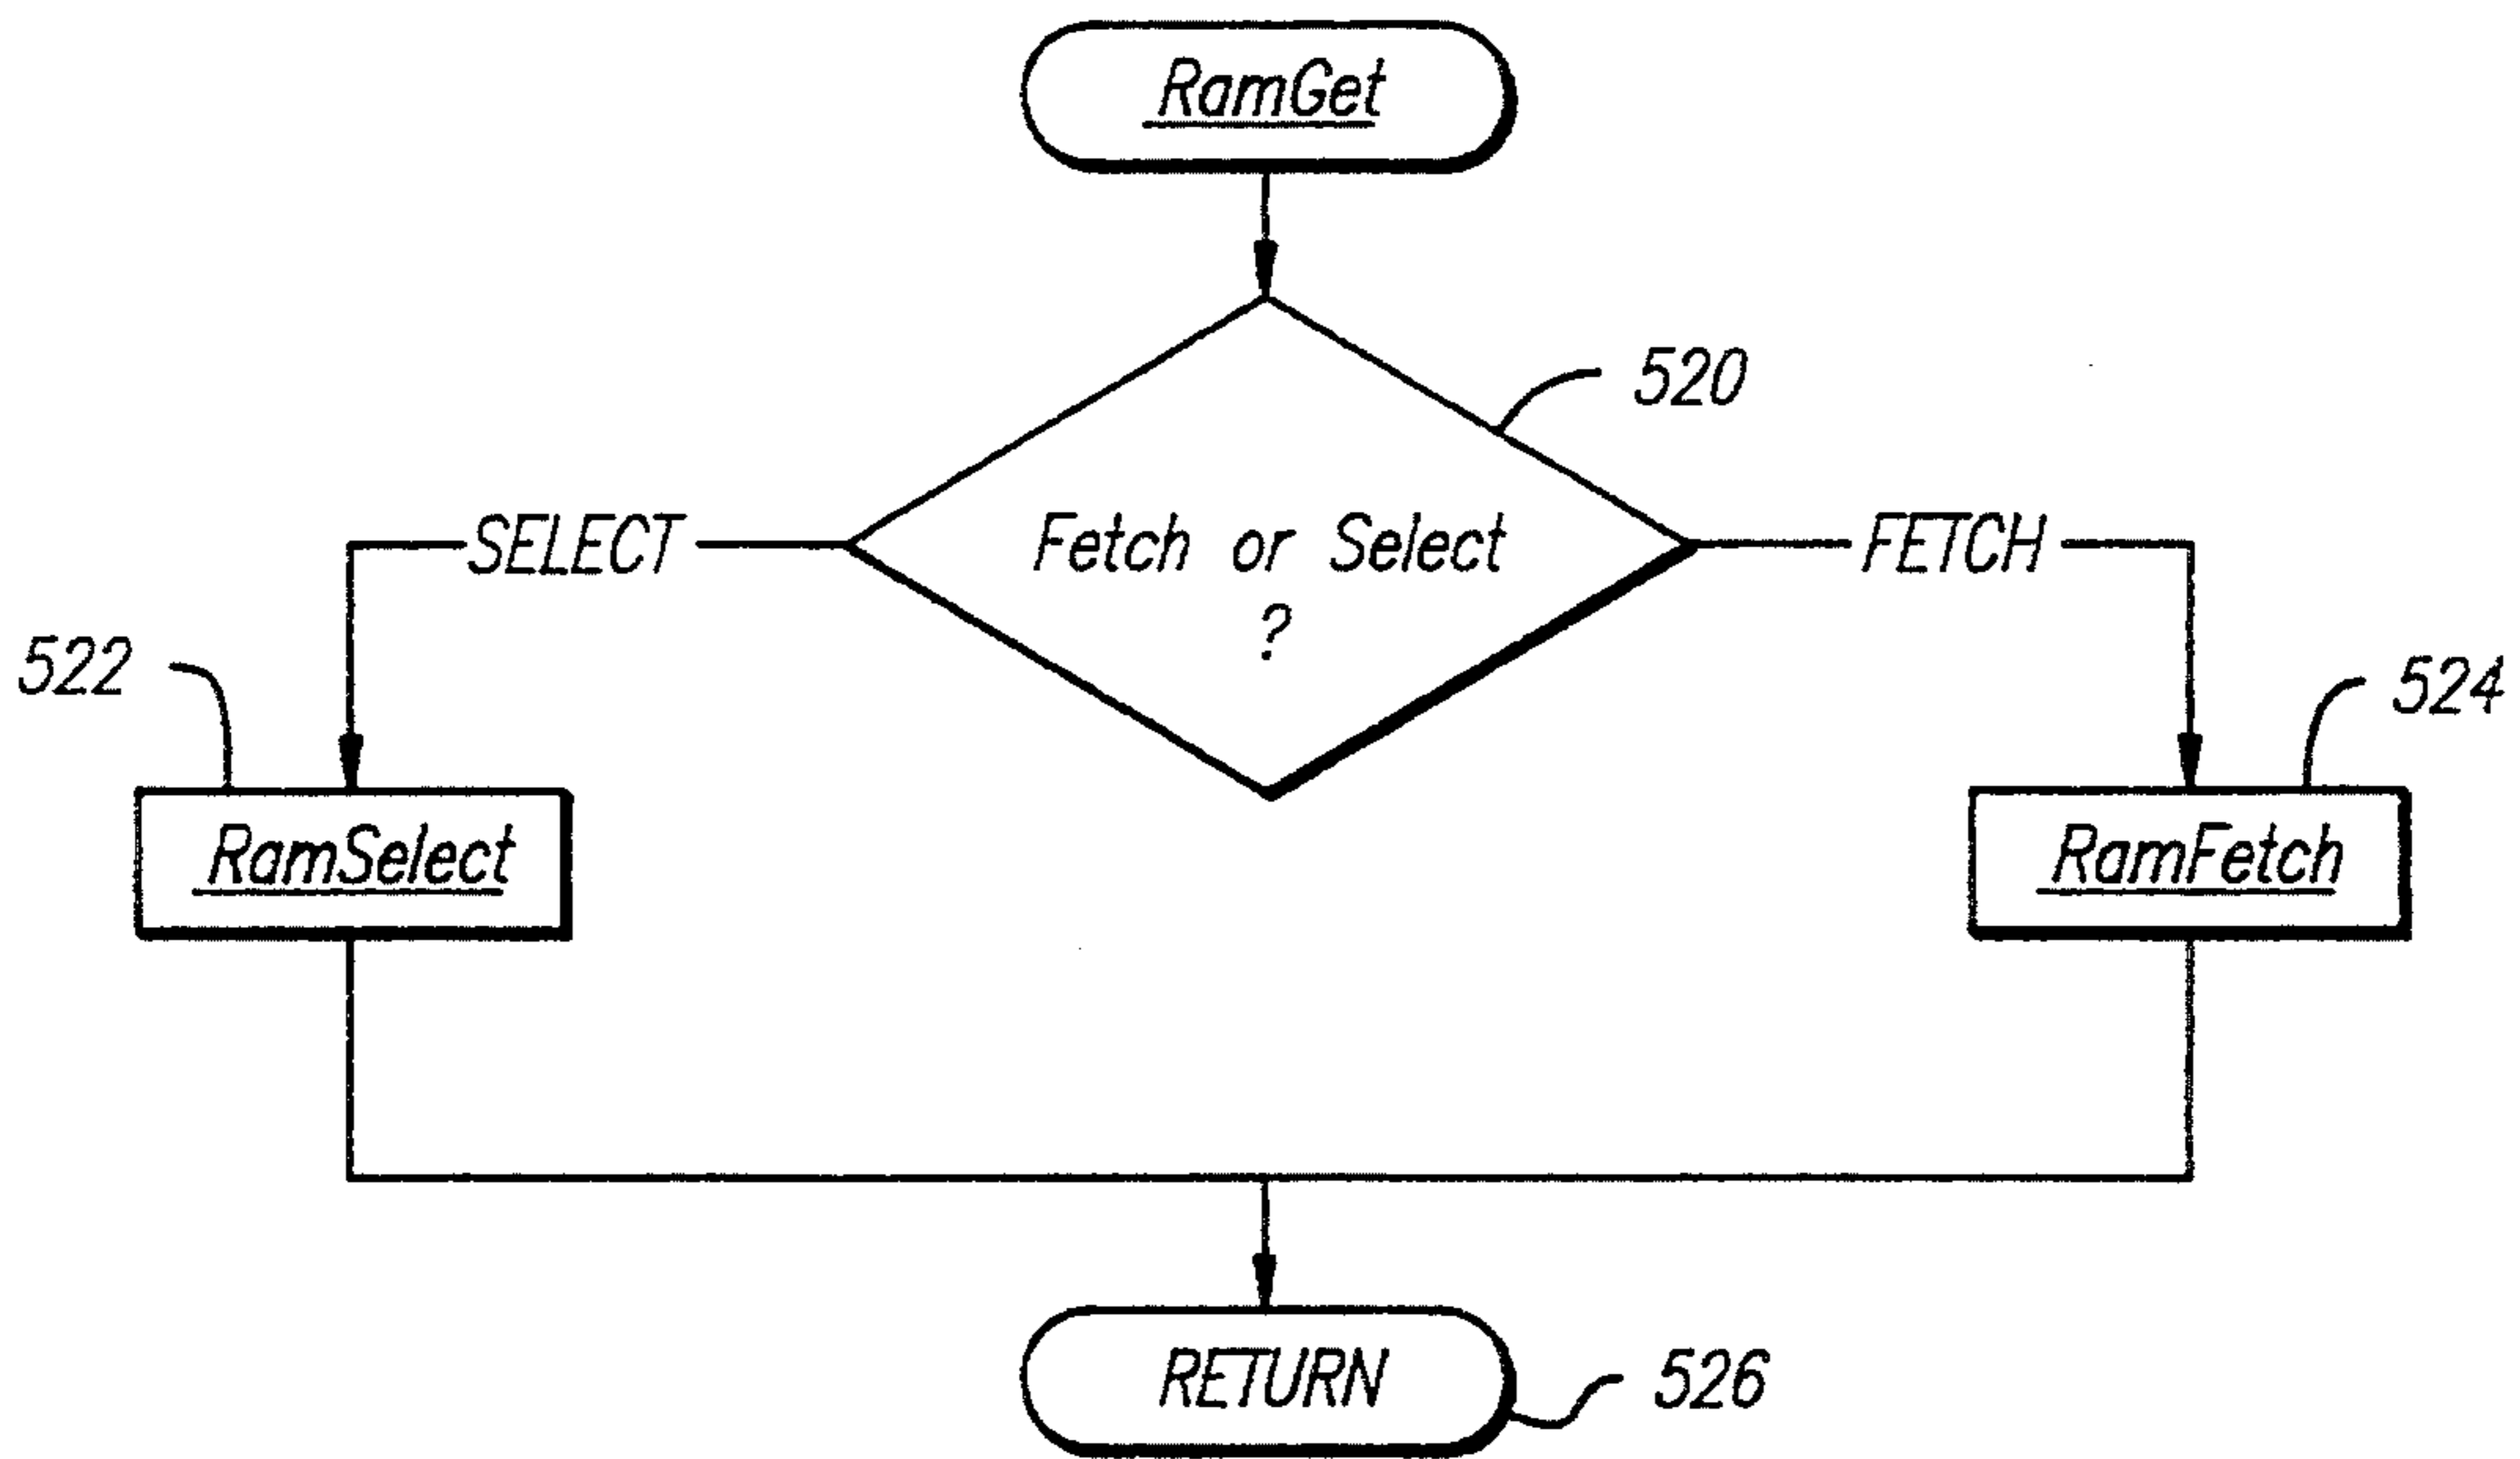 RamGet
520
Fetch or Select
?
SELECT
FETCH
522
524
RamSelect
RamFetch
RETURN
526